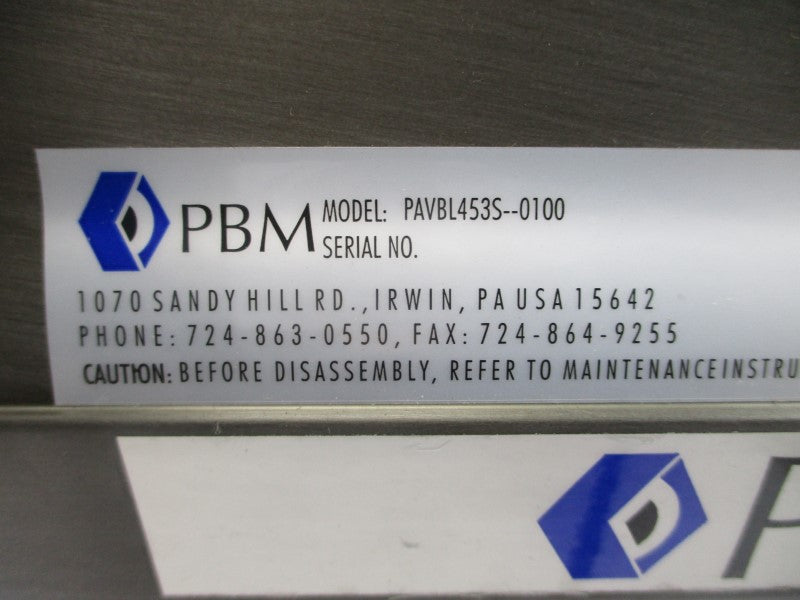 PBM
MODEL: PAVBL453S--0100
SERIAL NO.
1070 SANDY HILL RD., IRWIN, PA USA 15642
PHONE: 724-863-0550, FAX: 724-864-9255
CAUTION: BEFORE DISASSEMBLY, REFER TO MAINTENANCE INSTRU
P